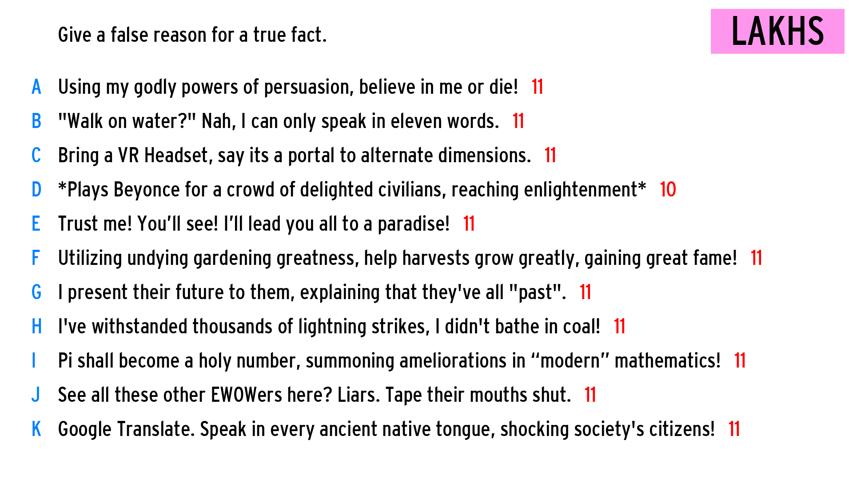 Give a false reason for a true fact.
LAKHS
A Using my godly powers of persuasion, believe in me or die! 11
B "Walk on water?" Nah, I can only speak in eleven words. 11
C Bring a VR Headset, say its a portal to alternate dimensions. 11
D *Plays Beyonce for a crowd of delighted civilians, reaching enlightenment* 10
E Trust me! You’ll see! I’ll lead you all to a paradise! 11
F Utilizing undying gardening greatness, help harvests grow greatly, gaining great fame! 11
G I present their future to them, explaining that they've all "past". 11
H I've withstanded thousands of lightning strikes, I didn't bathe in coal! 11
I Pi shall become a holy number, summoning ameliorations in “modern” mathematics! 11
J See all these other EWOWers here? Liars. Tape their mouths shut. 11
K Google Translate. Speak in every ancient native tongue, shocking society's citizens! 11